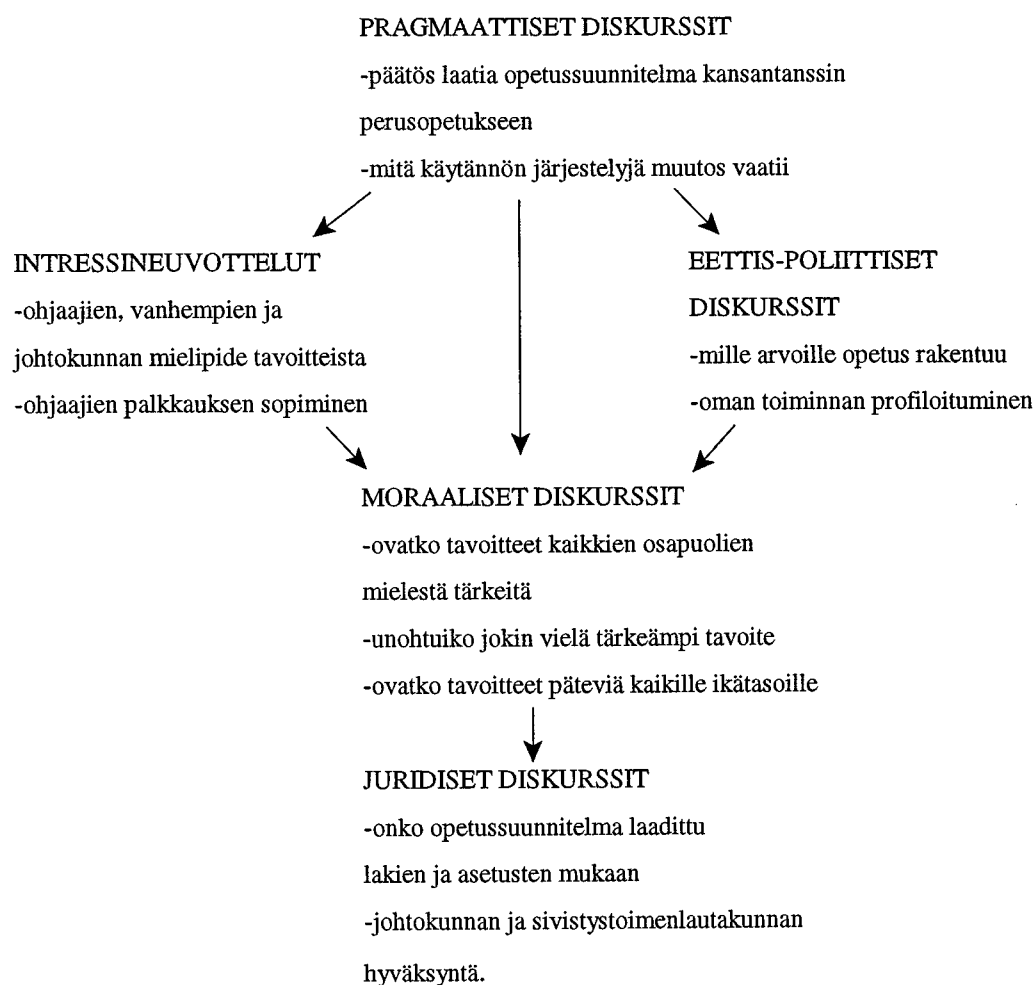 PRAGMAATTISET DISKURSSIT
-päätös laatia opetussuunnitelma kansantanssin
perusopetukseen
-mitä käytännön järjestelyjä muutos vaatii
INTRESSINEUVOTTELUT
-ohjaajien, vanhempien ja
johtokunnan mielipide tavoitteista
-ohjaajien palkkauksen sopiminen
EETTIS-POLIITTISET
DISKURSSIT
-mille arvoille opetus rakentuu
-oman toiminnan profiloituminen
MORAALISET DISKURSSIT
-ovatko tavoitteet kaikkien osapuolien
mielestä tärkeitä
-unohtuiko jokin vielä tärkeämpi tavoite
-ovatko tavoitteet päteviä kaikille ikätasoille
JURIDISET DISKURSSIT
-onko opetussuunnitelma laadittu
lakien ja asetusten mukaan
-johtokunnan ja sivistystoimenlautakunnan
hyväksyntä.